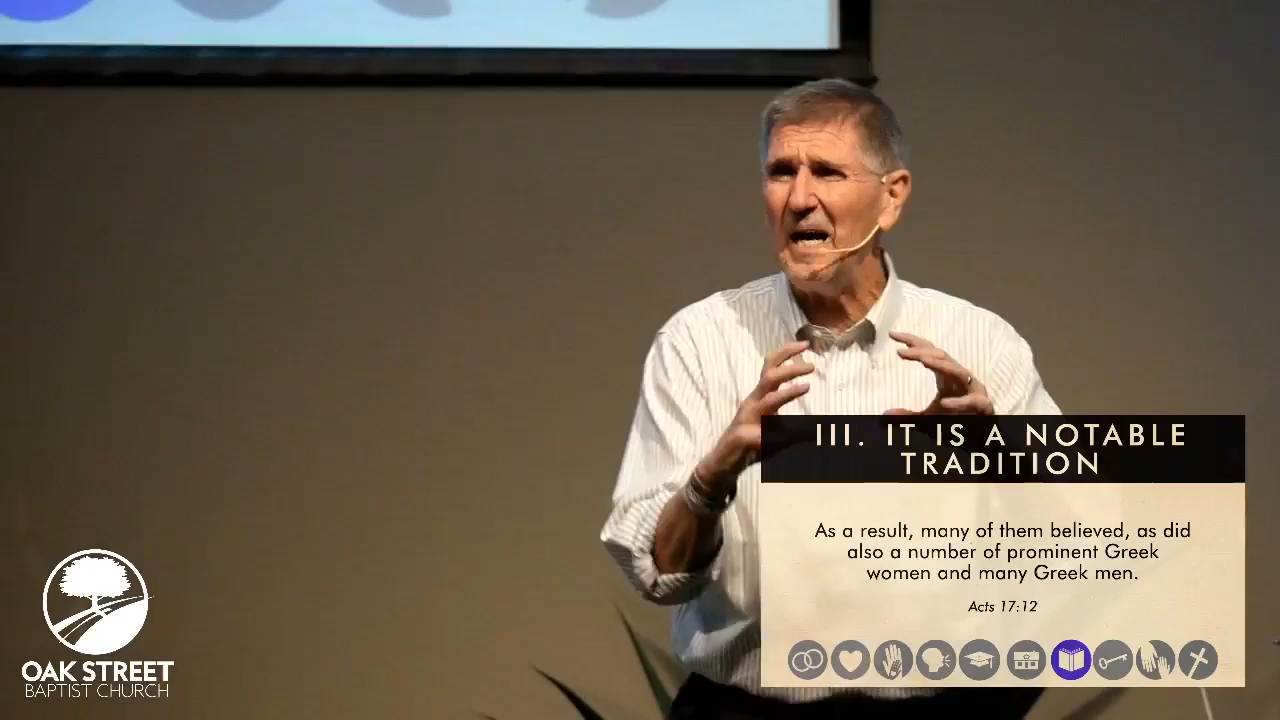 III. IT IS A NOTABLE
TRADITION
As a result, many of them believed, as did
also a number of prominent Greek
women and many Greek men.
Acts 17:12
OAK STREET
BAPTIST CHURCH